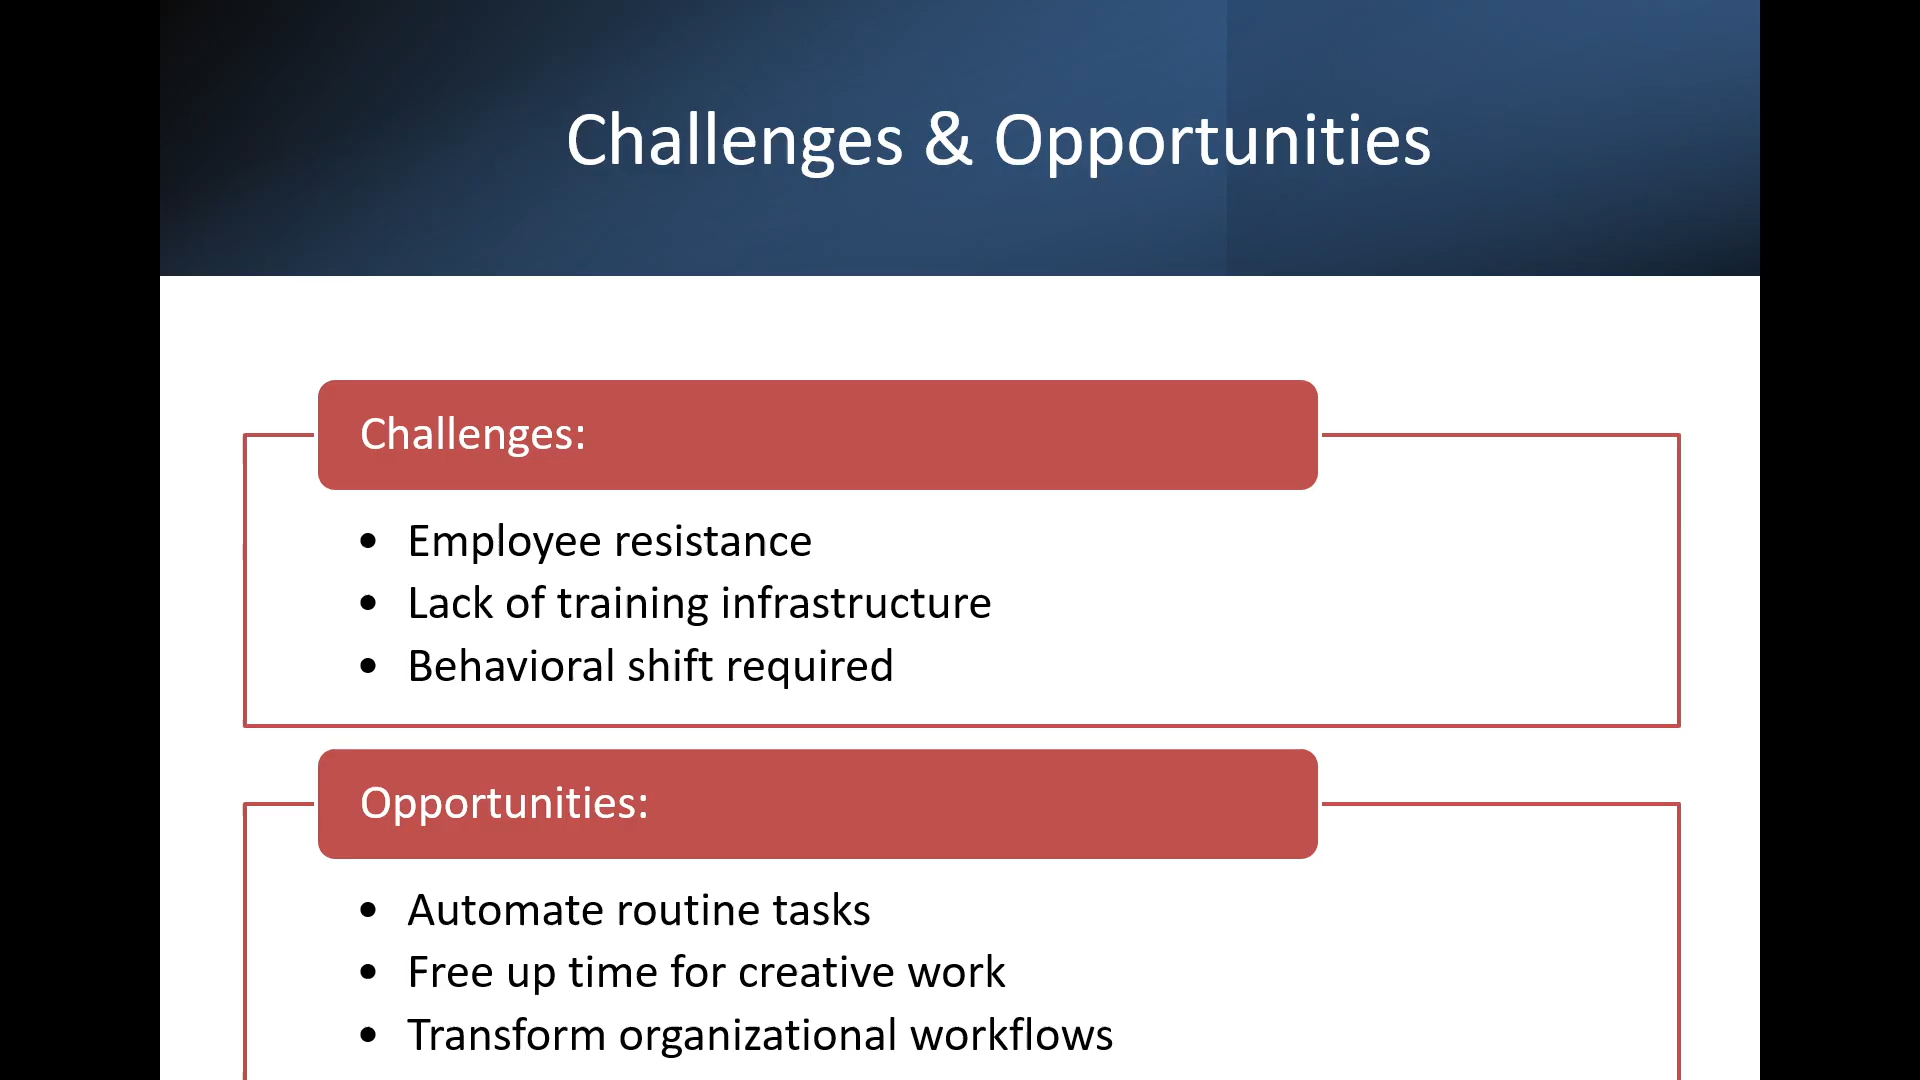 Challenges & Opportunities
Challenges:
• Employee resistance
• Lack of training infrastructure
• Behavioral shift required
Opportunities:
• Automate routine tasks
• Free up time for creative work
• Transform organizational workflows